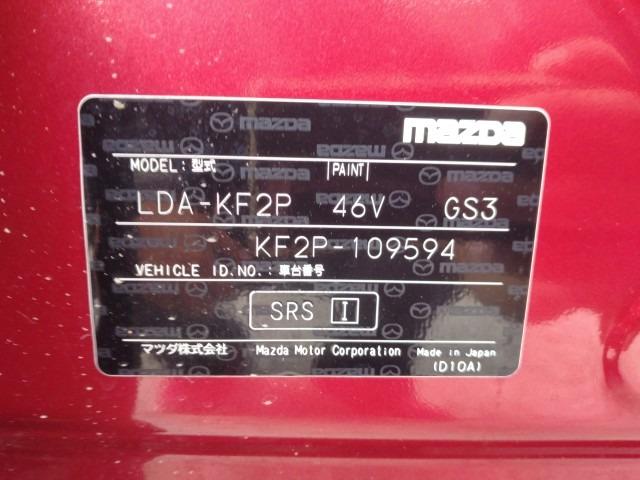 mazda
MODEL:型式 |PAINT|
LDA-KF2P 46V GS3
KF2P-109594
VEHICLE ID.NO.:車台番号
SRS I
マツダ株式会社 Mazda Motor Corporation Made in Japan
(D10A)